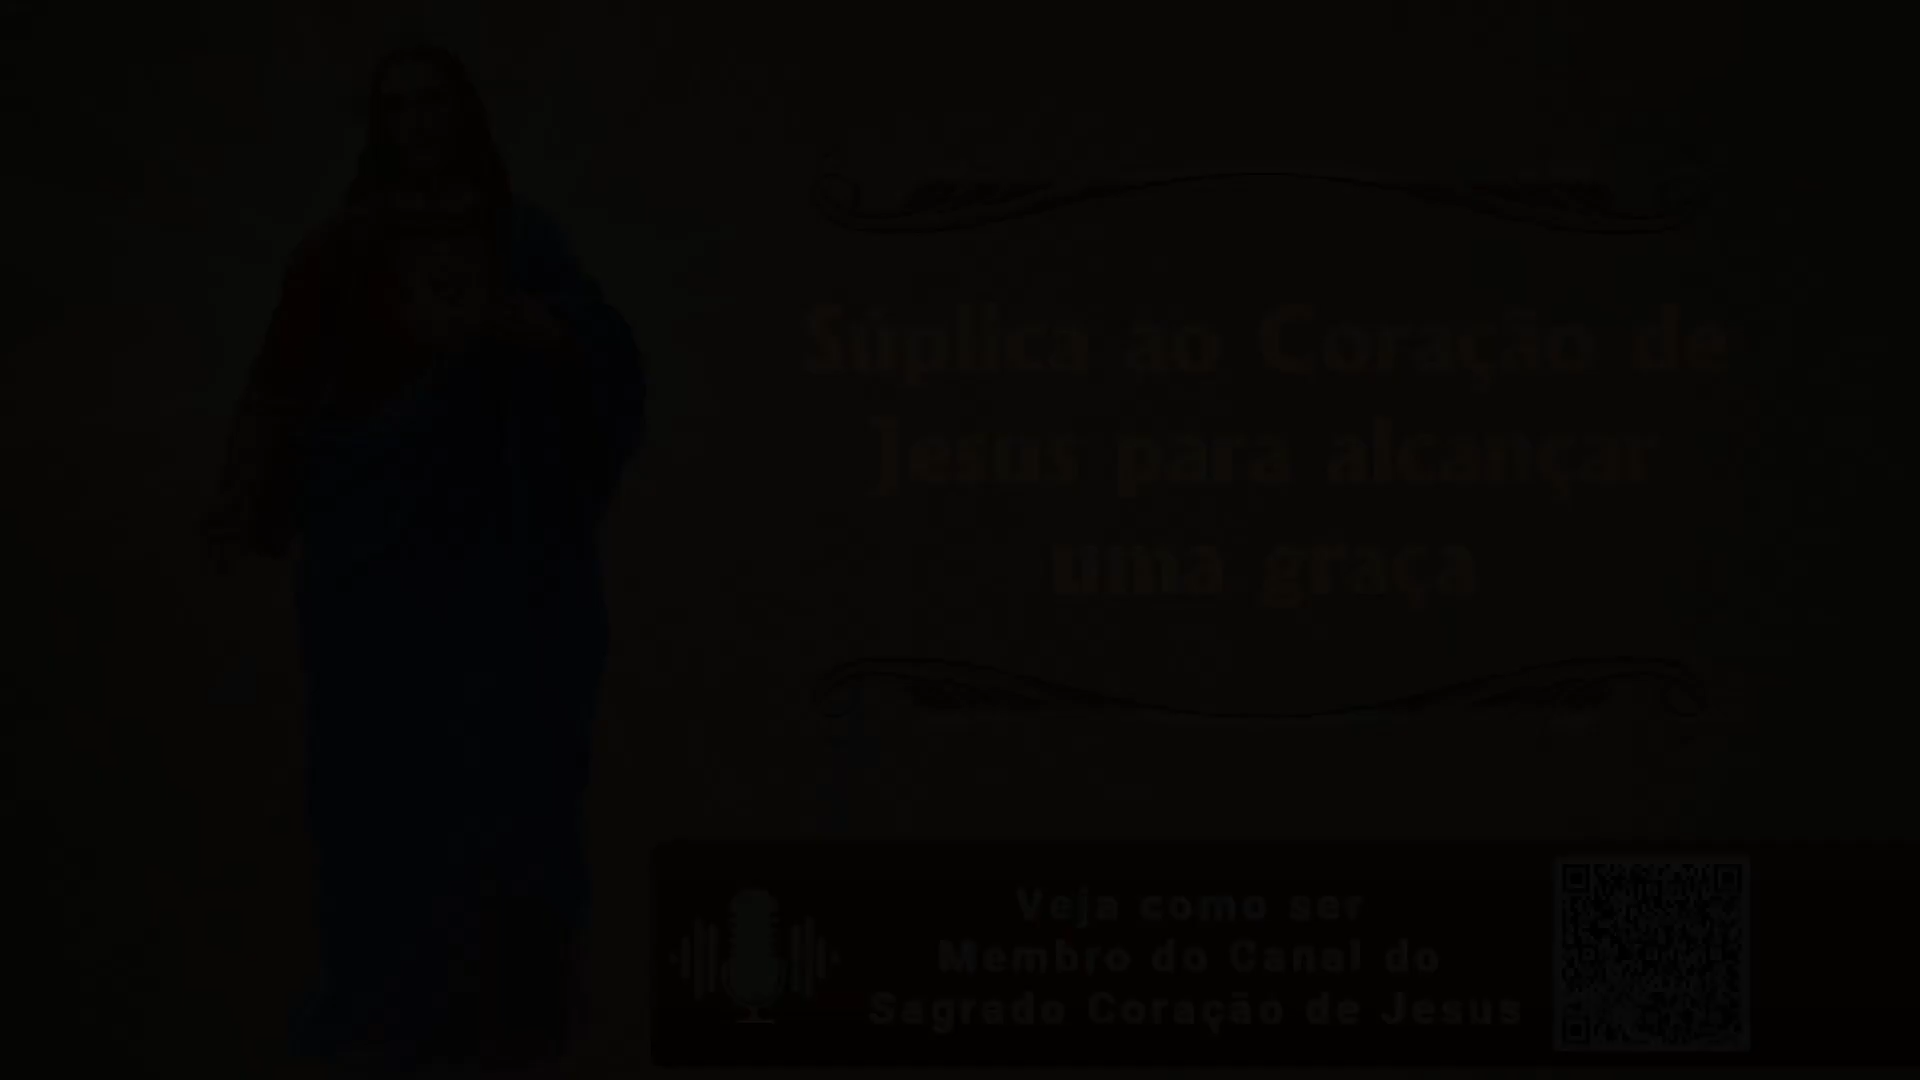 Súplica ao Coração de
Jesus para alcançar
uma graça
Veja como ser
Membro do Canal do
Sagrado Coração de Jesus